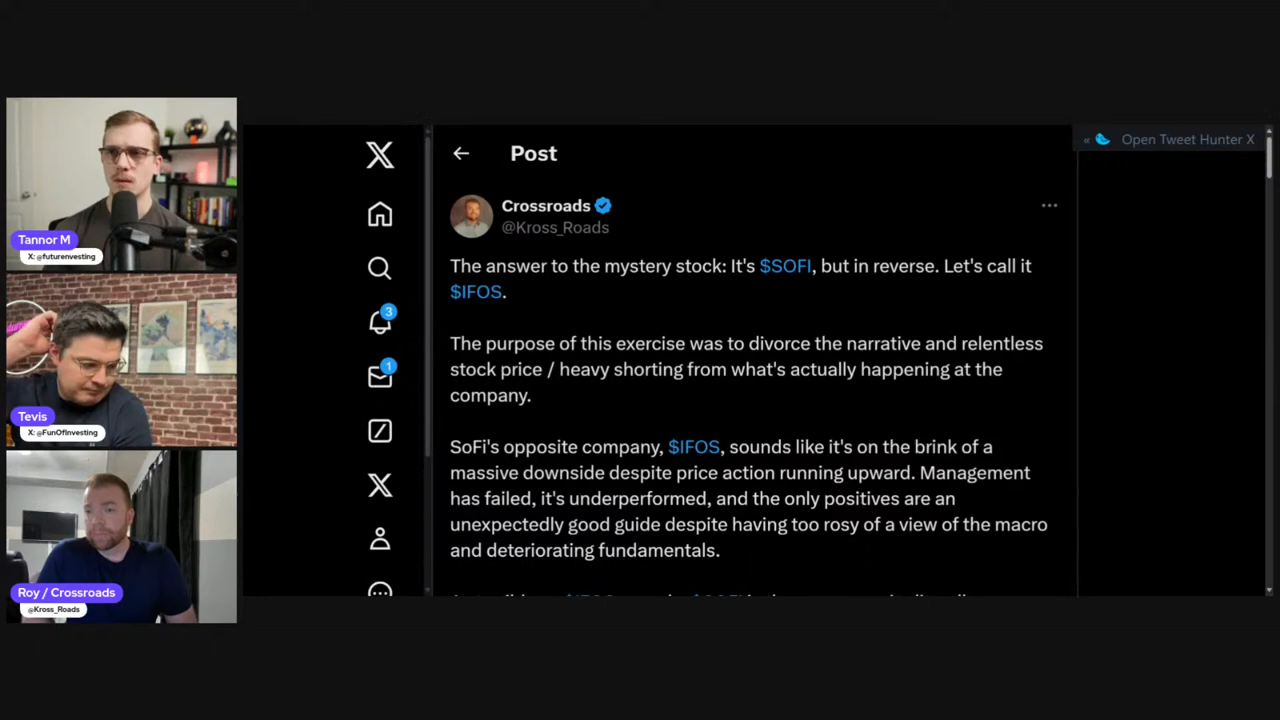 Tannor M
X: @futurenvesting
Tevis
X: @FunOfInvesting
Roy / Crossroads
@Kross_Roads
3
1
Post
« Open Tweet Hunter X
Crossroads
@Kross_Roads
The answer to the mystery stock: It's $SOFI, but in reverse. Let's call it
$IFOS.
The purpose of this exercise was to divorce the narrative and relentless
stock price / heavy shorting from what's actually happening at the
company.
SoFi's opposite company, $IFOS, sounds like it's on the brink of a
massive downside despite price action running upward. Management
has failed, it's underperformed, and the only positives are an
unexpectedly good guide despite having too rosy of a view of the macro
and deteriorating fundamentals.